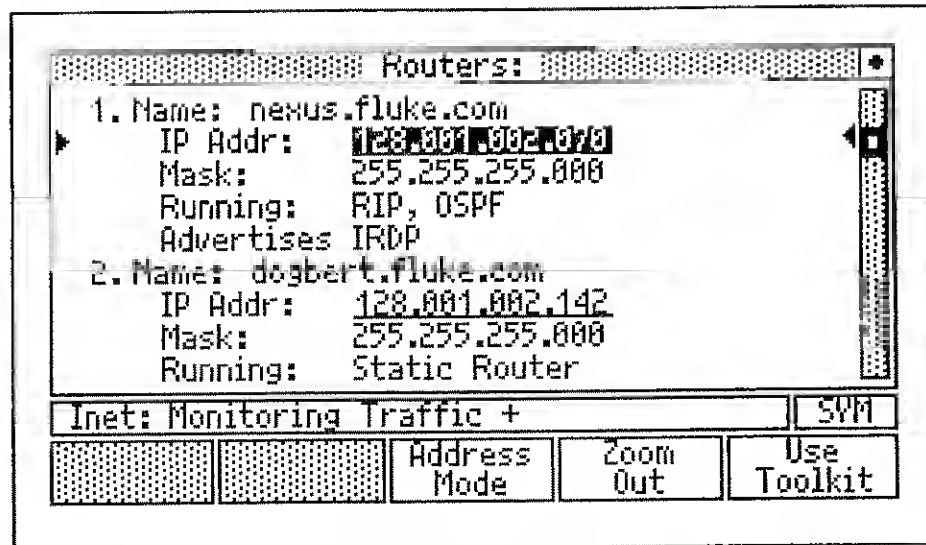 Routers:
1. Name: nexus.fluke.com
IP Addr: 128.001.002.070
Mask: 255.255.255.000
Running: RIP, OSPF
Advertises IRDP
2. Name: dogbert.fluke.com
IP Addr: 128.001.002.142
Mask: 255.255.255.000
Running: Static Router
Inet: Monitoring Traffic + SYM
Address Mode
Zoom Out
Use Toolkit